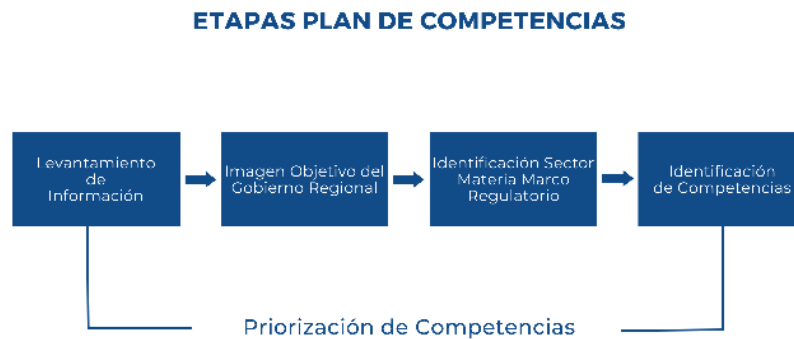 ETAPAS PLAN DE COMPETENCIAS
Levantamiento
de
Información
Imagen Objetivo del
Gobierno Regional
Identificación Sector
Materia Marco
Regulatorio
Identificación
de Competencias
Priorización de Competencias